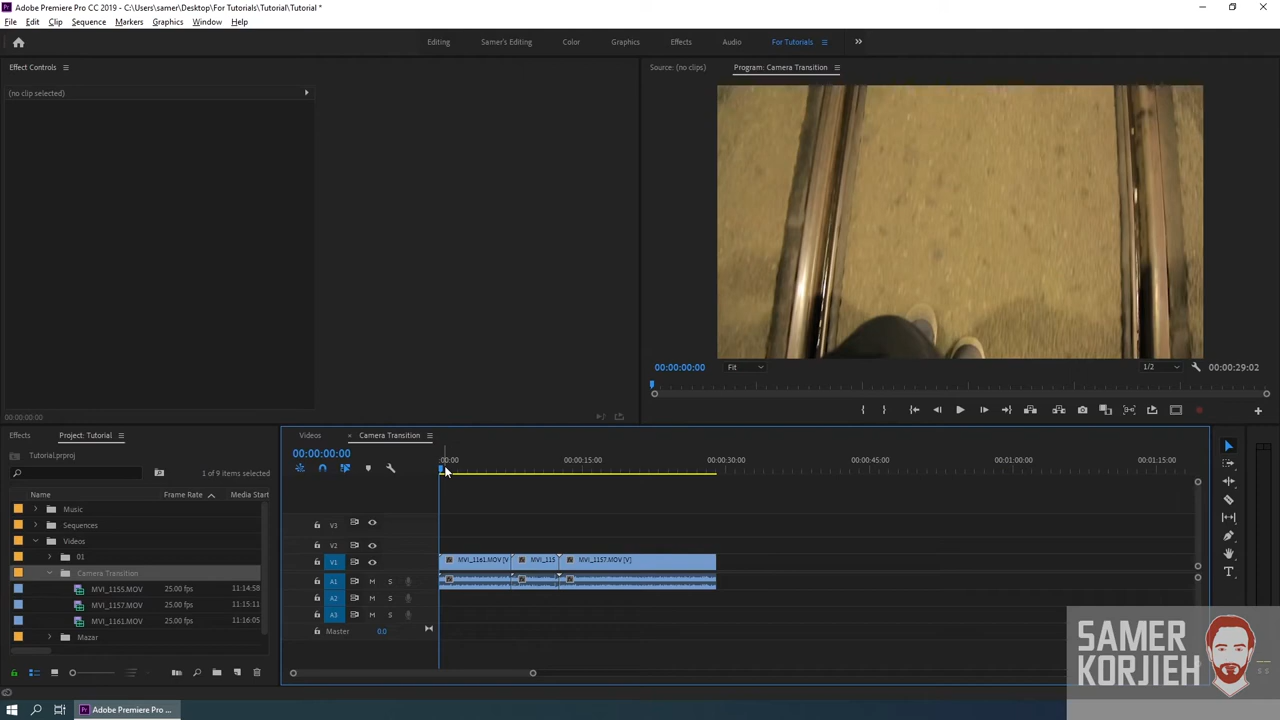 Adobe Premiere Pro CC 2019 - C:\Users\samer\Desktop\For Tutorials\Tutorial\Tutorial *
File Edit Clip Sequence Markers Graphics Window Help
Editing Samer's Editing Color Graphics Effects Audio For Tutorials
Effect Controls
Source: (no clips) Program: Camera Transition
(no clip selected)
00:00:00:00 Fit 1/2 00:00:29:02
00:00:00:00
Effects Project: Tutorial
Videos Camera Transition
Tutorial.prproj
1 of 9 items selected
00:00:00:00
:00:00 00:00:15:00 00:00:30:00 00:00:45:00 00:01:00:00 00:01:15:00
Name Frame Rate Media Start
Music
Sequences
Videos
01
Camera Transition
MVI_1155.MOV 25.00 fps 11:14:58
MVI_1157.MOV 25.00 fps 11:15:11
MVI_1161.MOV 25.00 fps 11:16:05
Mazar
V3
V2
V1 MVI_1161.MOV [V MVI_115 MVI_1157.MOV [V]
A1 M S
A2 M S
A3 M S
Master 0.0
S S
SAMER
KORJIEH
Adobe Premiere Pro ...